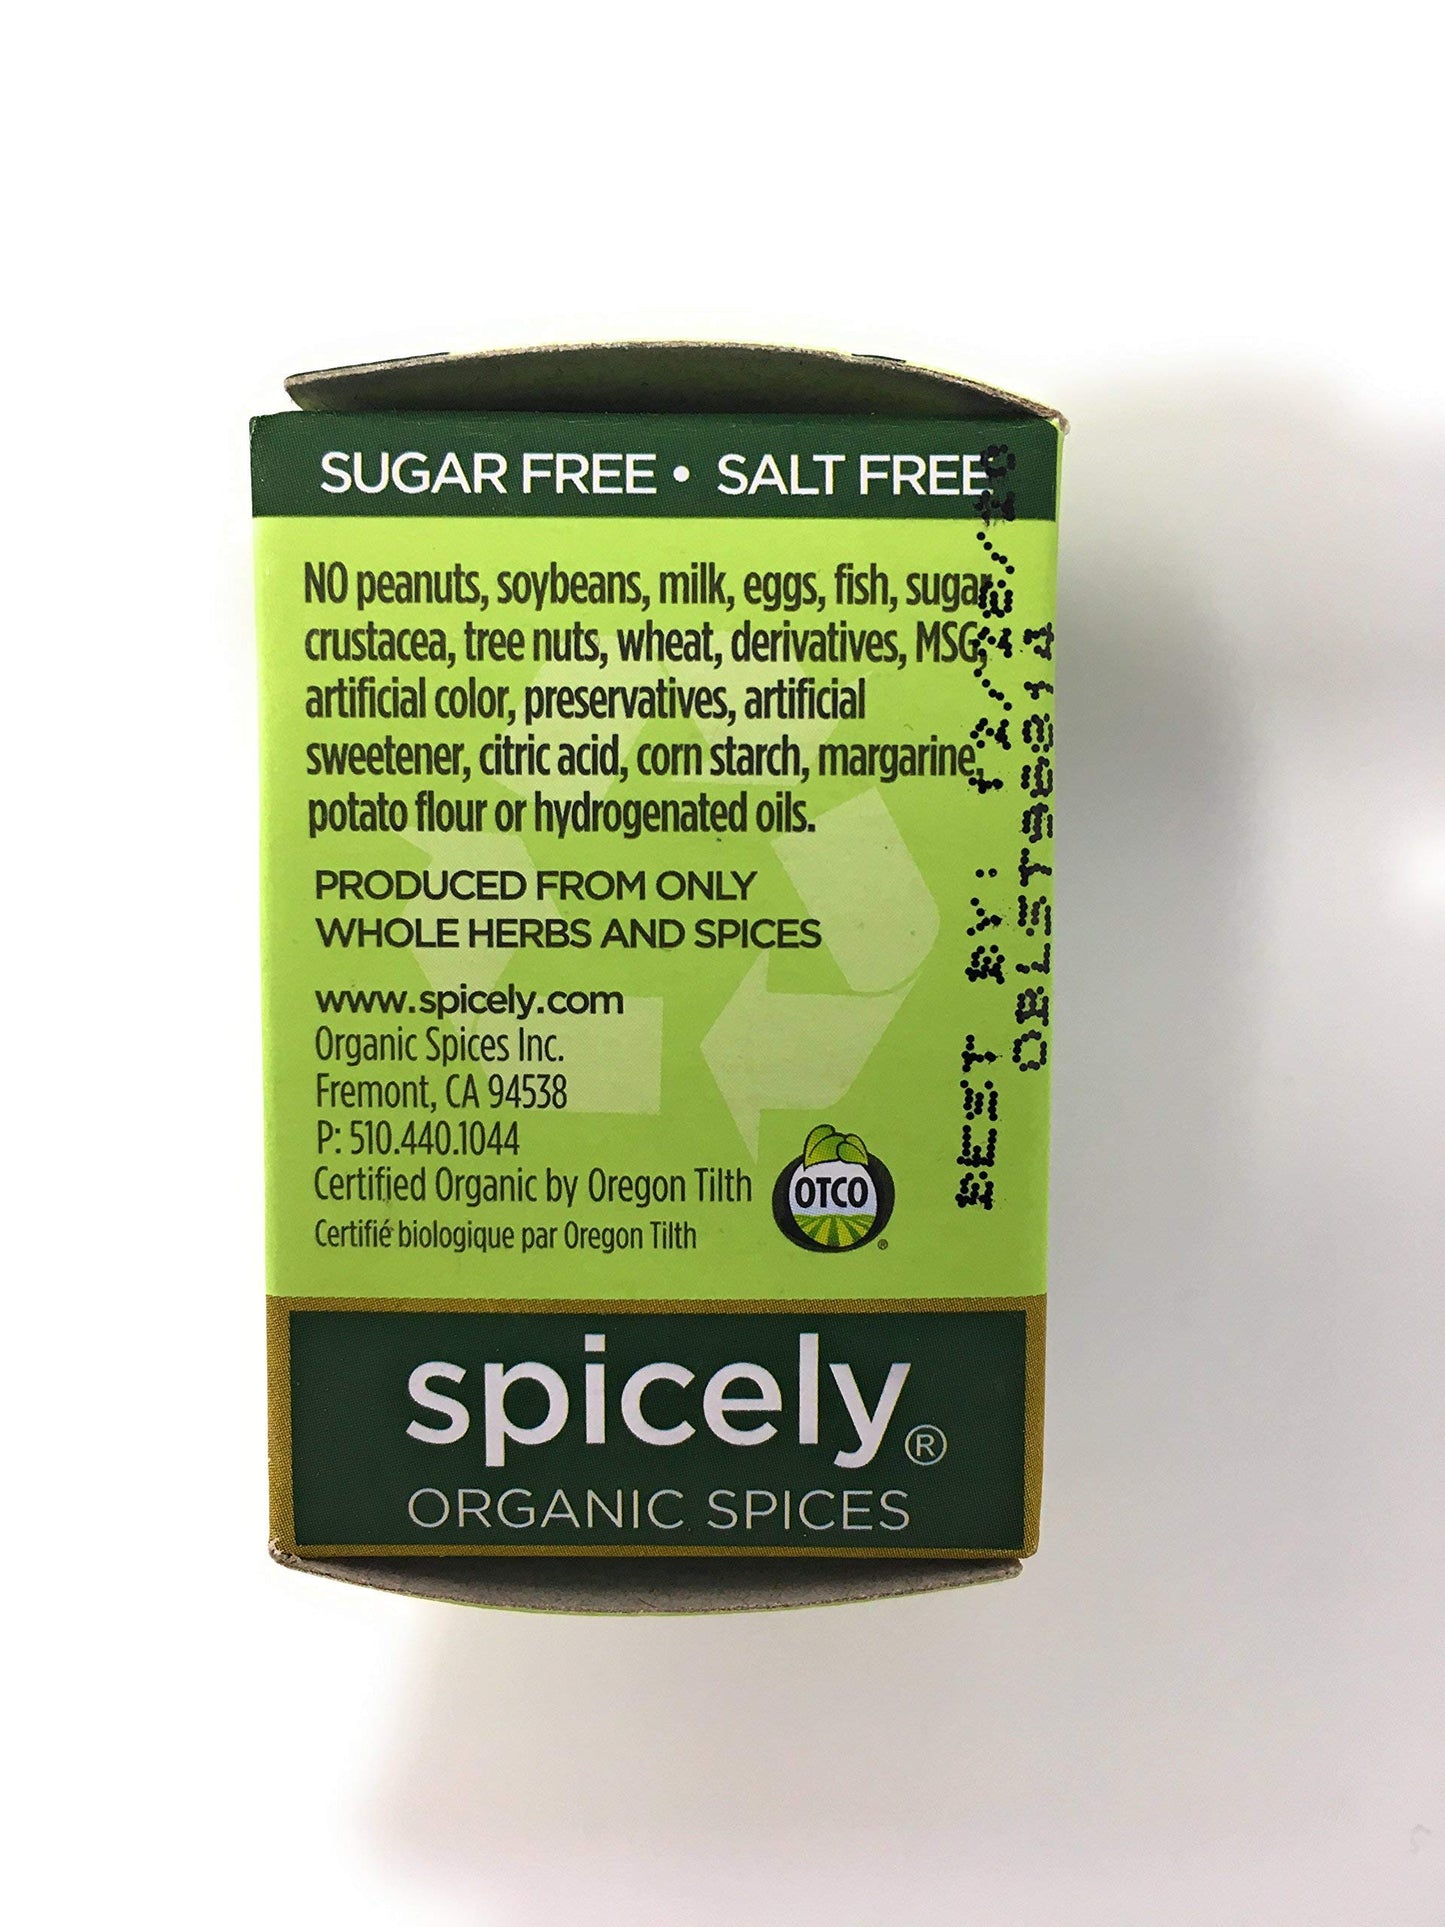 SUGAR FREE • SALT FREE
NO peanuts, soybeans, milk, eggs, fish, sugar,
crustacea, tree nuts, wheat, derivatives, MSG,
artificial color, preservatives, artificial
sweetener, citric acid, corn starch, margarine,
potato flour or hydrogenated oils.
PRODUCED FROM ONLY
WHOLE HERBS AND SPICES
www.spicely.com
Organic Spices Inc.
Fremont, CA 94538
P: 510.440.1044
Certified Organic by Oregon Tilth
Certifié biologique par Oregon Tilth
OTCO
®
spicely®
ORGANIC SPICES
BEST BY: